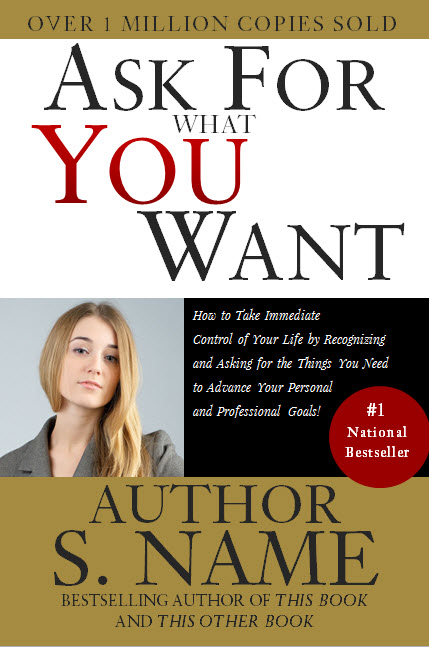 OVER 1 MILLION COPIES SOLD
ASK FOR
WHAT
YOU
WANT
How to Take Immediate
Control of Your Life by Recognizing
and Asking for the Things You Need
to Advance Your Personal
and Professional Goals!
#1
National
Bestseller
AUTHOR
S. NAME
BESTSELLING AUTHOR OF THIS BOOK
AND THIS OTHER BOOK